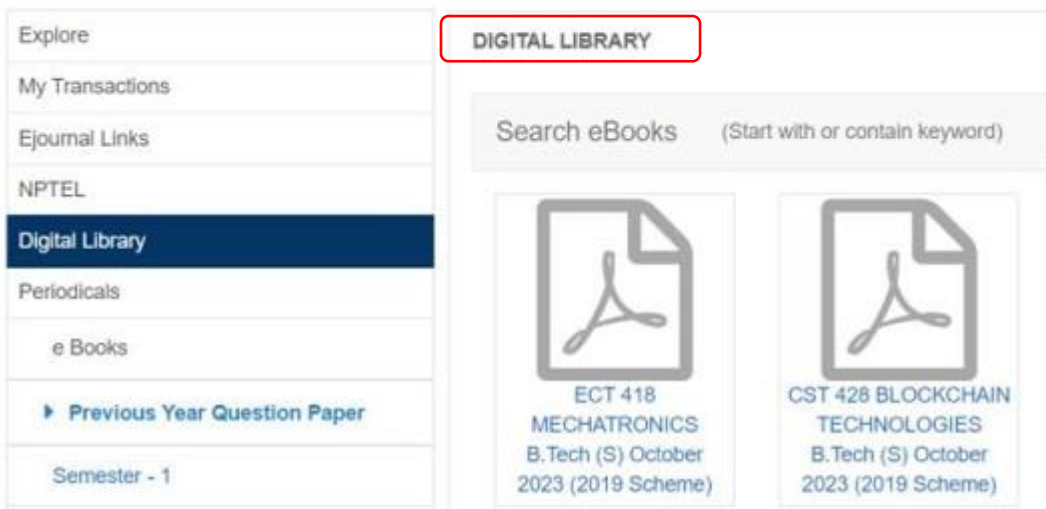 Explore
My Transactions
Ejournal Links
NPTEL
Digital Library
Periodicals
e Books
Previous Year Question Paper
Semester - 1
DIGITAL LIBRARY
Search eBooks (Start with or contain keyword)
ECT 418
MECHATRONICS
B.Tech (S) October
2023 (2019 Scheme)
CST 428 BLOCKCHAIN
TECHNOLOGIES
B.Tech (S) October
2023 (2019 Scheme)